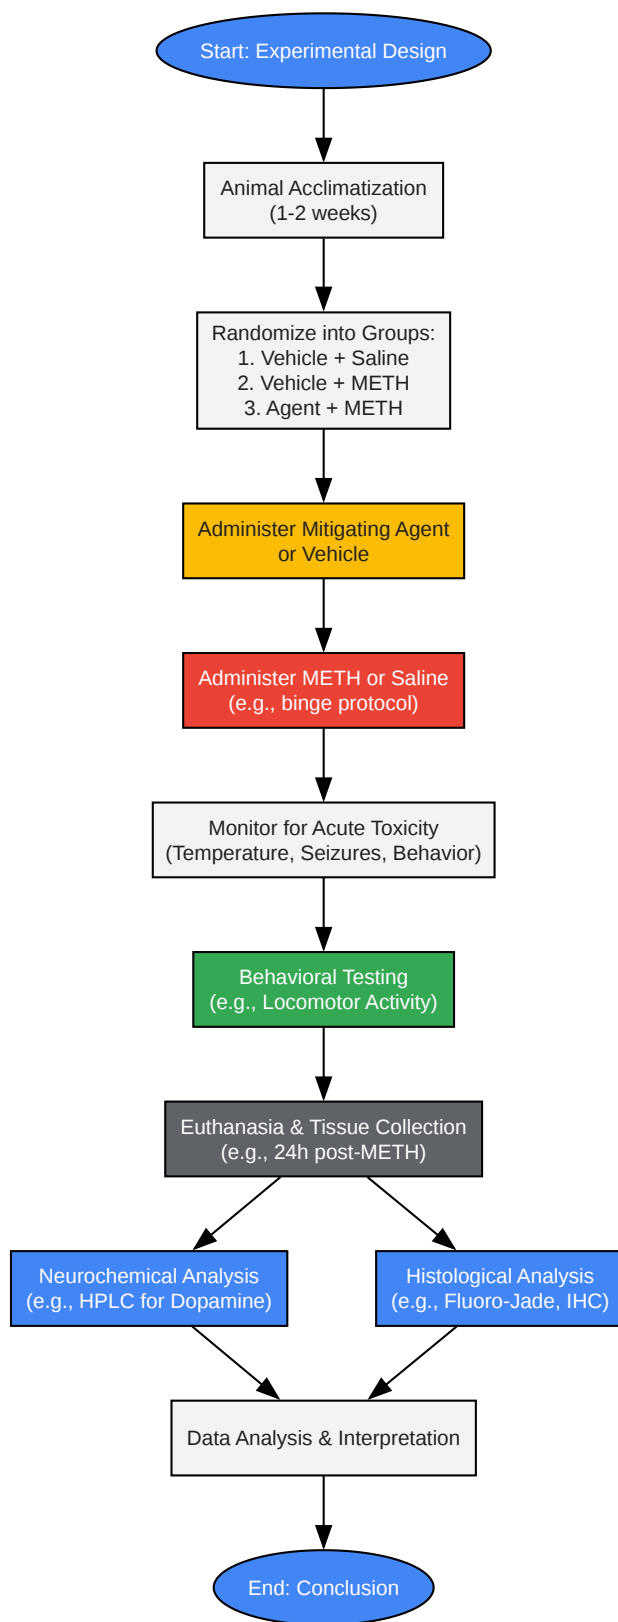 Start: Experimental Design
Animal Acclimatization
(1-2 weeks)
Randomize into Groups:
1. Vehicle + Saline
2. Vehicle + METH
3. Agent + METH
Administer Mitigating Agent
or Vehicle
Administer METH or Saline
(e.g., binge protocol)
Monitor for Acute Toxicity
(Temperature, Seizures, Behavior)
Behavioral Testing
(e.g., Locomotor Activity)
Euthanasia & Tissue Collection
(e.g., 24h post-METH)
Neurochemical Analysis
(e.g., HPLC for Dopamine)
Histological Analysis
(e.g., Fluoro-Jade, IHC)
Data Analysis & Interpretation
End: Conclusion